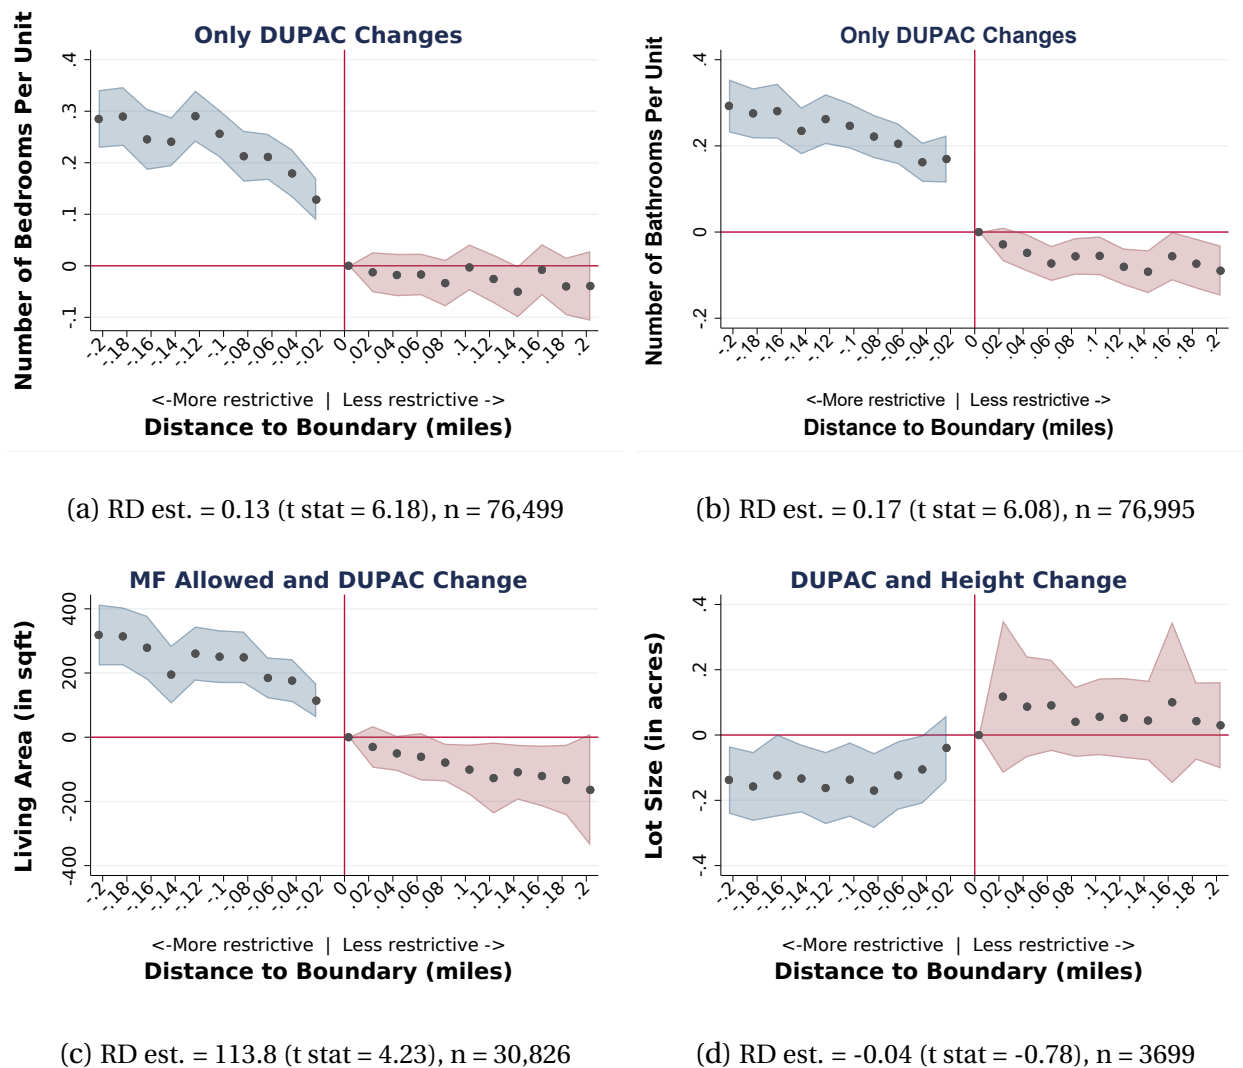 Only DUPAC Changes
Number of Bedrooms Per Unit
.4
.3
.2
.1
0
-.1
-.2 -.18 -.16 -.14 -.12 -.1 -.08 -.06 -.04 -.02 0 .02 .04 .06 .08 .1 .12 .14 .16 .18 .2
<-More restrictive | Less restrictive ->
Distance to Boundary (miles)
(a) RD est. = 0.13 (t stat = 6.18), n = 76,499
Only DUPAC Changes
Number of Bathrooms Per Unit
.4
.2
0
-.2
-.2 -.18 -.16 -.14 -.12 -.1 -.08 -.06 -.04 -.02 0 .02 .04 .06 .08 .1 .12 .14 .16 .18 .2
<-More restrictive | Less restrictive ->
Distance to Boundary (miles)
(b) RD est. = 0.17 (t stat = 6.08), n = 76,995
MF Allowed and DUPAC Change
Living Area (in sqft)
400
200
0
-200
-400
-.2 -.18 -.16 -.14 -.12 -.1 -.08 -.06 -.04 -.02 0 .02 .04 .06 .08 .1 .12 .14 .16 .18 .2
<-More restrictive | Less restrictive ->
Distance to Boundary (miles)
(c) RD est. = 113.8 (t stat = 4.23), n = 30,826
DUPAC and Height Change
Lot Size (in acres)
.4
.2
0
-.2
-.4
-.2 -.18 -.16 -.14 -.12 -.1 -.08 -.06 -.04 -.02 0 .02 .04 .06 .08 .1 .12 .14 .16 .18 .2
<-More restrictive | Less restrictive ->
Distance to Boundary (miles)
(d) RD est. = -0.04 (t stat = -0.78), n = 3699